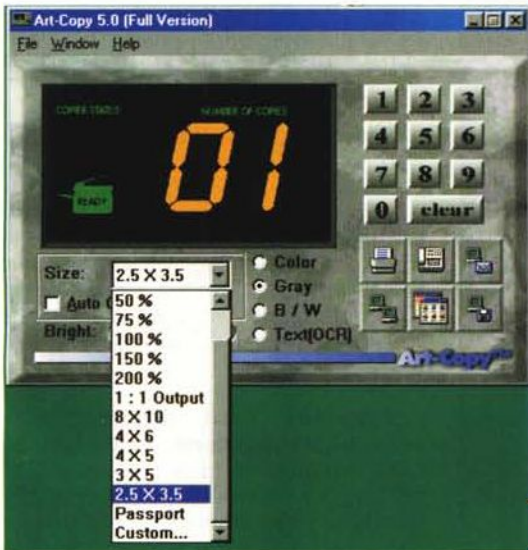 Art-Copy 5.0 (Full Version)
File Window Help
COPIER STATUS NUMBER OF COPIES
READY
01
1 2 3
4 5 6
7 8 9
0 clear
Size: 2.5 X 3.5
Auto
Bright:
50 %
75 %
100 %
150 %
200 %
1 : 1 Output
8 X 10
4 X 6
4 X 5
3 X 5
2.5 X 3.5
Passport
Custom...
Color
Gray
B / W
Text(OCR)
Art-Copy